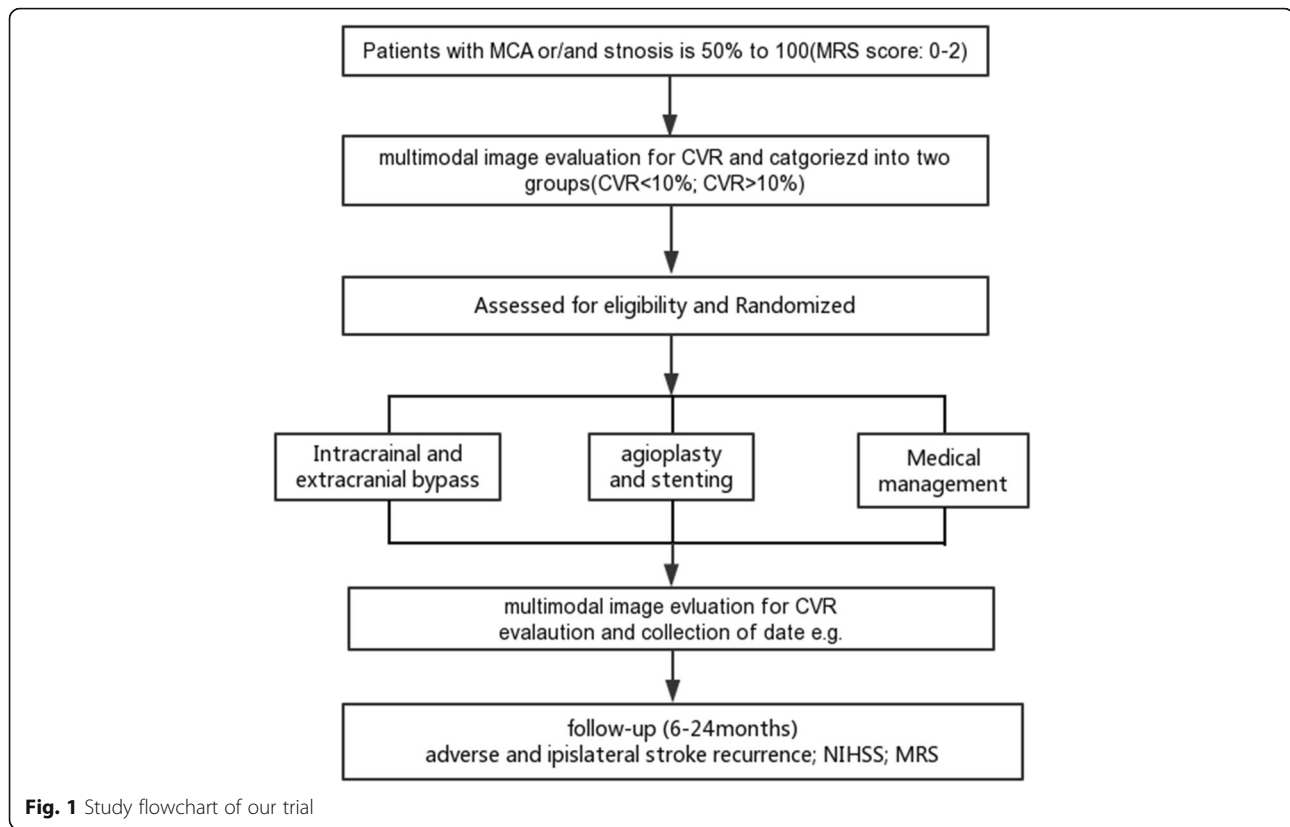 Patients with MCA or/and stnosis is 50% to 100(MRS score: 0-2)
multimodal image evaluation for CVR and catgoriezd into two
groups(CVR<10%; CVR>10%)
Assessed for eligibility and Randomized
Intracrainal and
extracranial bypass
agioplasty
and stenting
Medical
management
multimodal image evluation for CVR
evalaution and collection of date e.g.
follow-up (6-24months)
adverse and ipislateral stroke recurrence; NIHSS; MRS
Fig. 1 Study flowchart of our trial